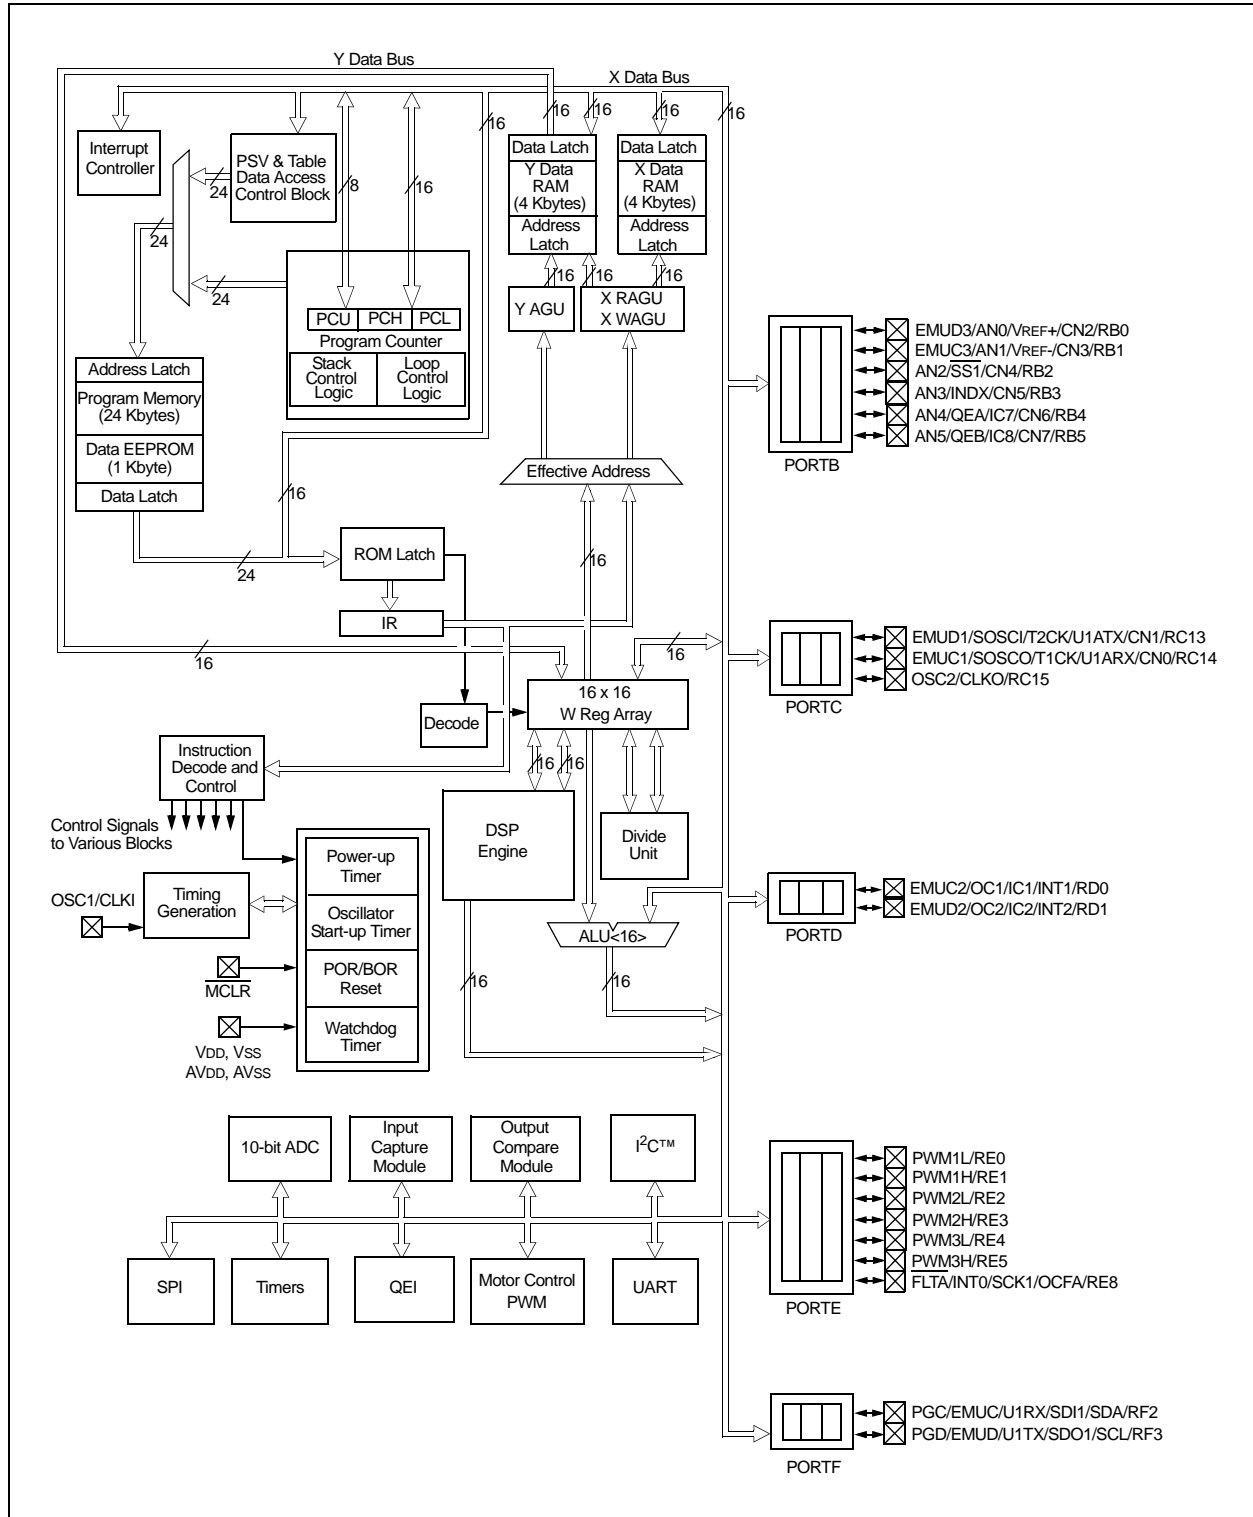 Y Data Bus
X Data Bus
16
16
16
16
16
Interrupt
Controller
PSV & Table
Data Access
Control Block
24
24
24
8
16
Data Latch
Y Data
RAM
(4 Kbytes)
Address
Latch
Data Latch
X Data
RAM
(4 Kbytes)
Address
Latch
16
16
16
Y AGU
X RAGU
X WAGU
PCU
PCH
PCL
Program Counter
Stack
Control
Logic
Loop
Control
Logic
Address Latch
Program Memory
(24 Kbytes)
Data EEPROM
(1 Kbyte)
Data Latch
16
24
Effective Address
16
ROM Latch
IR
16
16
16 x 16
W Reg Array
Decode
Instruction
Decode and
Control
Control Signals
to Various Blocks
16
16
DSP
Engine
Divide
Unit
Power-up
Timer
Oscillator
Start-up Timer
POR/BOR
Reset
Watchdog
Timer
OSC1/CLKI
Timing
Generation
MCLR
VDD, VSS
AVDD, AVSS
ALU<16>
16
16
10-bit ADC
Input
Capture
Module
Output
Compare
Module
I²C™
SPI
Timers
QEI
Motor Control
PWM
UART
EMUD3/AN0/VREF+/CN2/RB0
EMUC3/AN1/VREF-/CN3/RB1
AN2/SS1/CN4/RB2
AN3/INDX/CN5/RB3
AN4/QEA/IC7/CN6/RB4
AN5/QEB/IC8/CN7/RB5
PORTB
EMUD1/SOSCI/T2CK/U1ATX/CN1/RC13
EMUC1/SOSCO/T1CK/U1ARX/CN0/RC14
OSC2/CLKO/RC15
PORTC
EMUC2/OC1/IC1/INT1/RD0
EMUD2/OC2/IC2/INT2/RD1
PORTD
PWM1L/RE0
PWM1H/RE1
PWM2L/RE2
PWM2H/RE3
PWM3L/RE4
PWM3H/RE5
FLTA/INT0/SCK1/OCFA/RE8
PORTE
PGC/EMUC/U1RX/SDI1/SDA/RF2
PGD/EMUD/U1TX/SDO1/SCL/RF3
PORTF